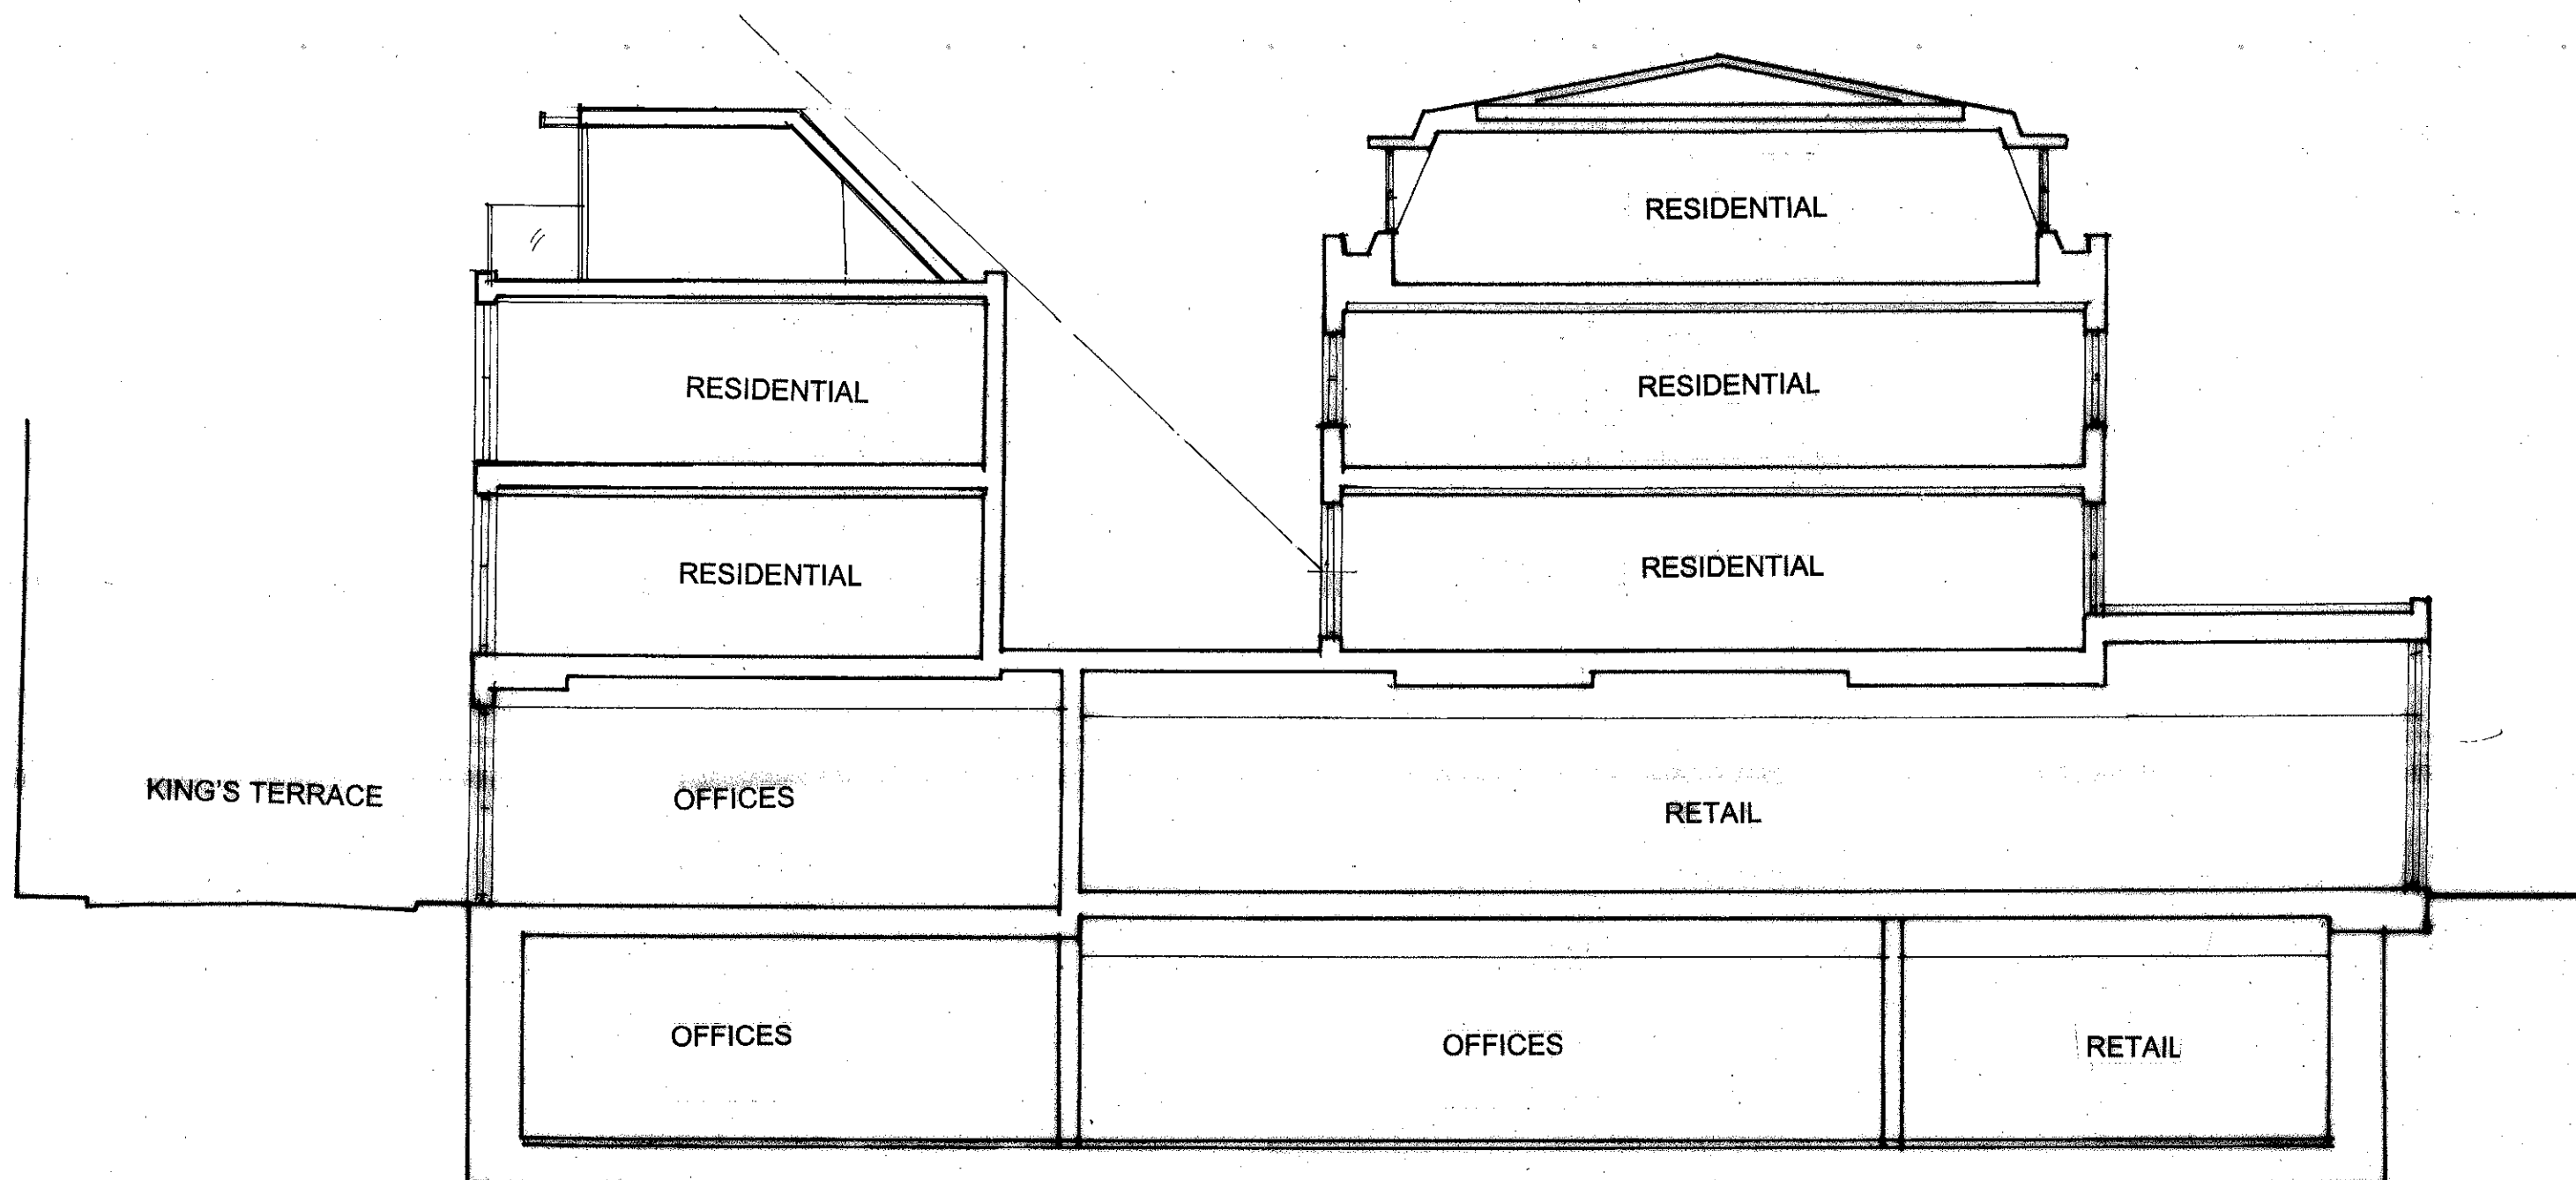 RESIDENTIAL
RESIDENTIAL
RESIDENTIAL
RESIDENTIAL
RESIDENTIAL
KING'S TERRACE
OFFICES
RETAIL
OFFICES
OFFICES
RETAIL